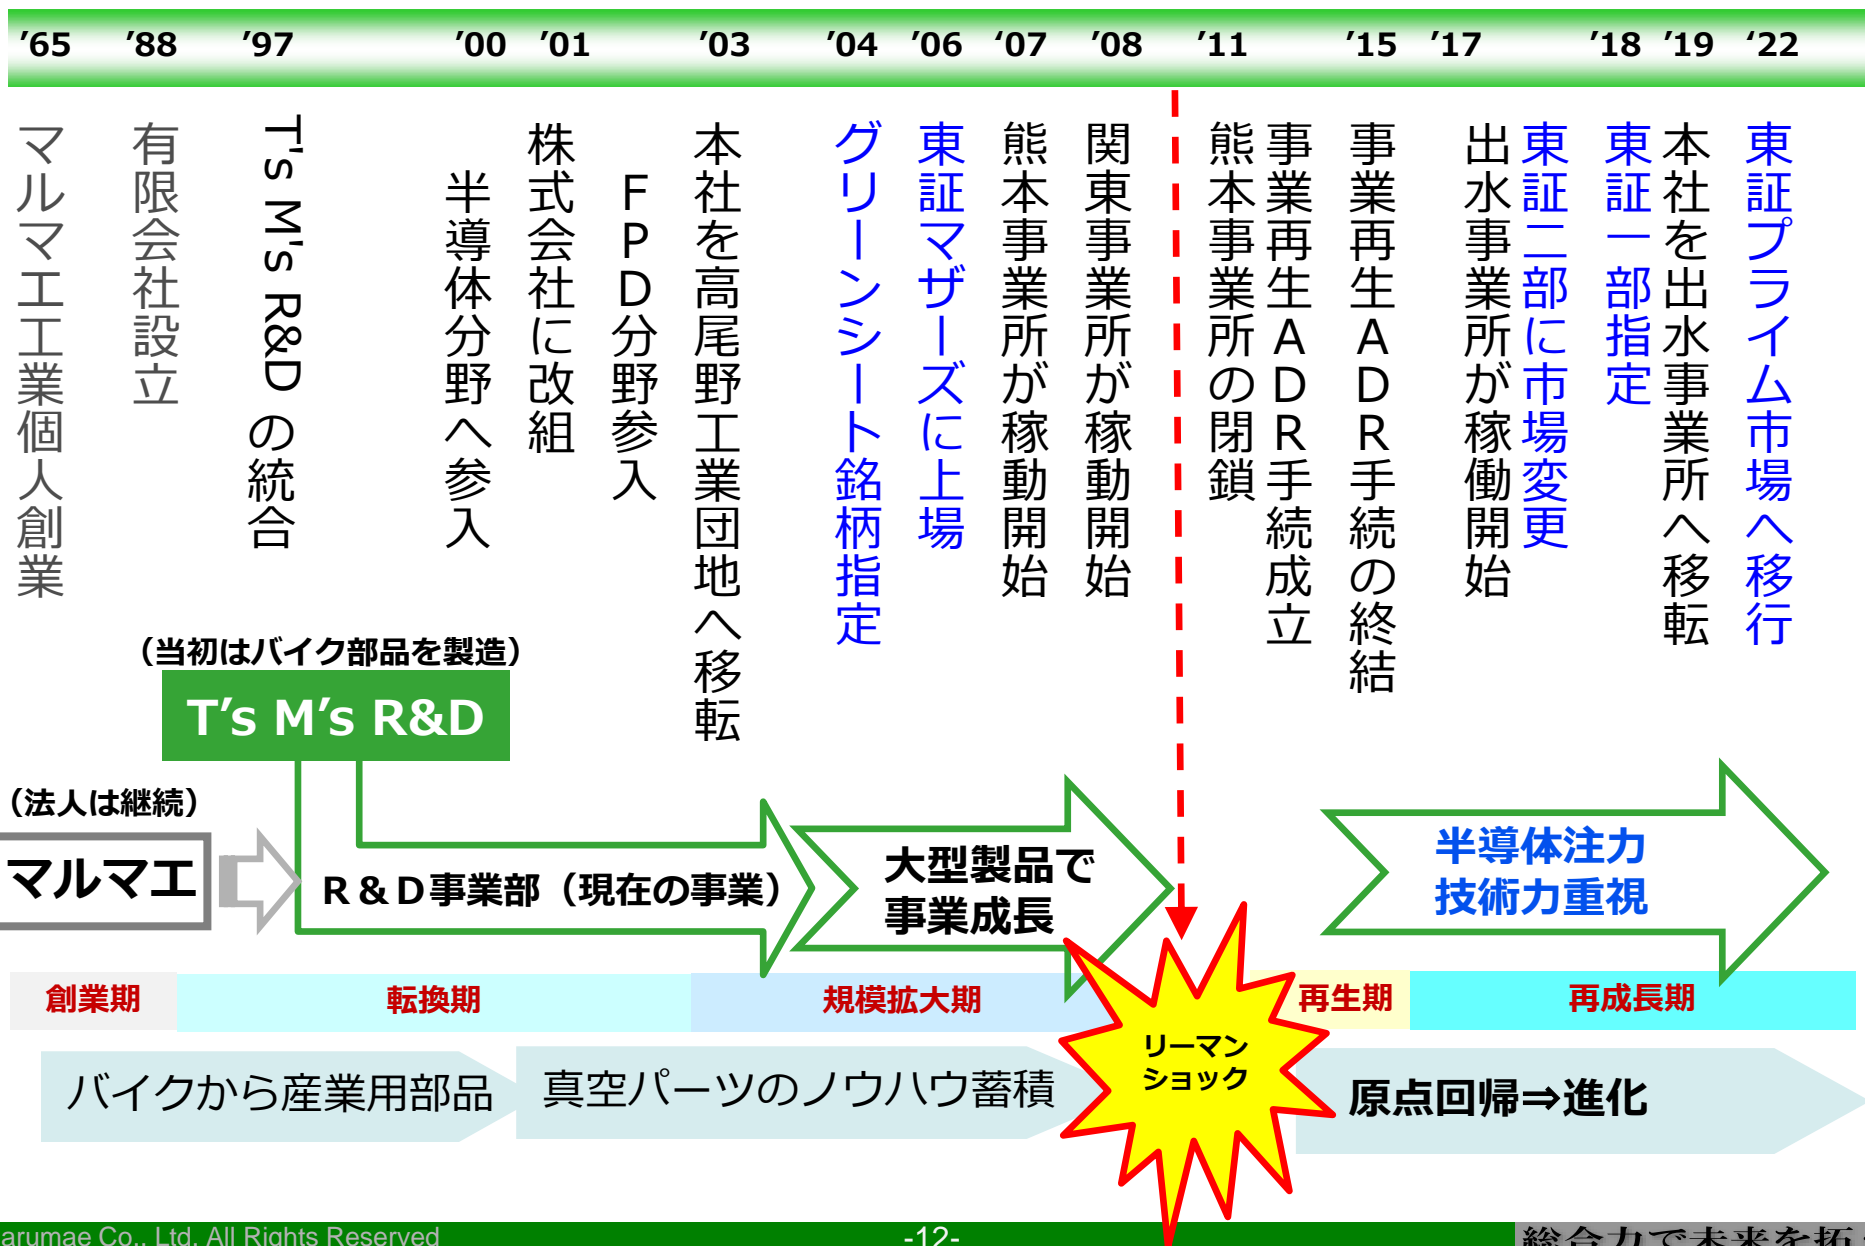 ’65 ’88 ’97 ’00 ’01 ’03 ’04 ’06 ‘07 ’08 ’11 ’15 ’17 ’18 ’19 ‘22
マルマエ工業個人創業
有限会社設立
T's M's R&D の統合
半導体分野へ参入
株式会社に改組
ＦＰＤ分野参入
本社を高尾野工業団地へ移転
グリーンシート銘柄指定
東証マザーズに上場
熊本事業所が稼動開始
関東事業所が稼動開始
熊本事業所の閉鎖
事業再生ＡＤＲ手続成立
事業再生ＡＤＲ手続の終結
出水事業所が稼働開始
東証二部に市場変更
東証一部指定
本社を出水事業所へ移転
東証プライム市場へ移行
（当初はバイク部品を製造）
T’s M’s R&D
（法人は継続）
マルマエ
Ｒ＆Ｄ事業部（現在の事業）
大型製品で
事業成長
半導体注力
技術力重視
創業期
転換期
規模拡大期
再生期
再成長期
リーマン
ショック
バイクから産業用部品
真空パーツのノウハウ蓄積
原点回帰⇒進化
arumae Co., Ltd. All Rights Reserved
-12-
総合力で未来を拓